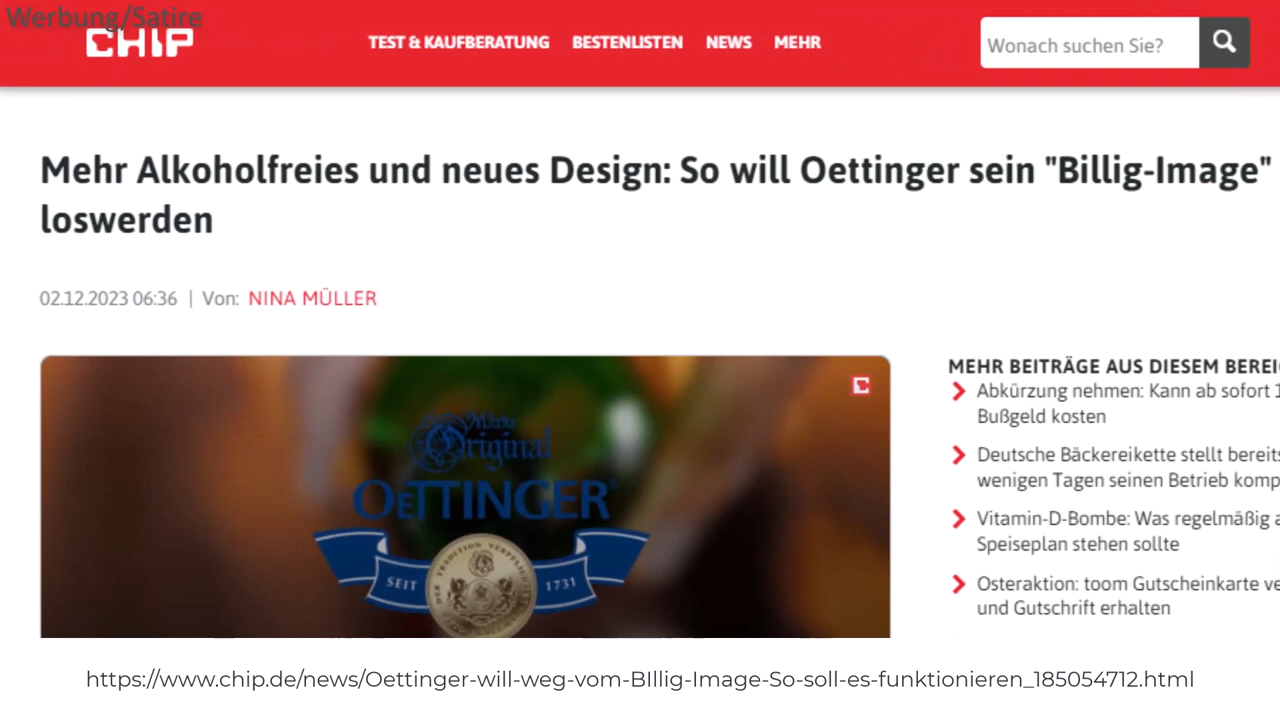 Werbung/Satire
CHIP
TEST & KAUFBERATUNG BESTENLISTEN NEWS MEHR
Wonach suchen Sie?
Mehr Alkoholfreies und neues Design: So will Oettinger sein "Billig-Image"
loswerden
02.12.2023 06:36 | Von: NINA MÜLLER
Marke
Original
OeTTINGER
SEIT 1731
DER TRADITION VERPFLICHTET
MEHR BEITRÄGE AUS DIESEM
Abkürzung nehmen: Kann ab sofort
Bußgeld kosten
Deutsche Bäckereikette stellt
wenigen Tagen seinen Betrieb
Vitamin-D-Bombe: Was regelmäßig
Speiseplan stehen sollte
Osteraktion: toom Gutscheinkarte
und Gutschrift erhalten
https://www.chip.de/news/Oettinger-will-weg-vom-BIllig-Image-So-soll-es-funktionieren_185054712.html